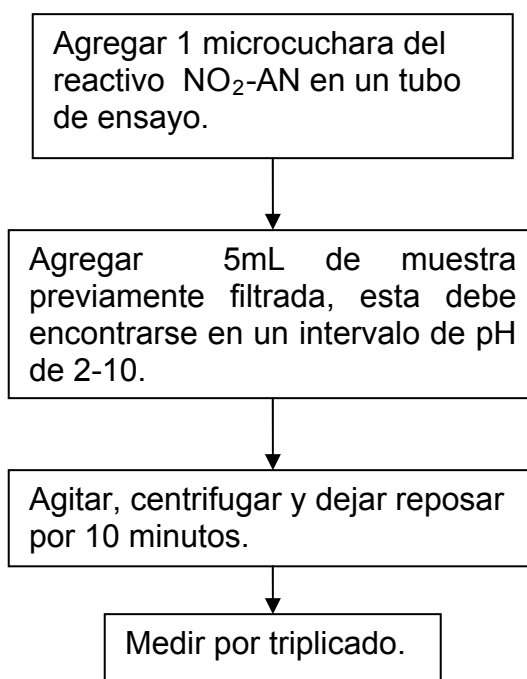 Agregar 1 microcuchara del
reactivo NO₂-AN en un tubo
de ensayo.
Agregar 5mL de muestra
previamente filtrada, esta debe
encontrarse en un intervalo de pH
de 2-10.
Agitar, centrifugar y dejar reposar
por 10 minutos.
Medir por triplicado.